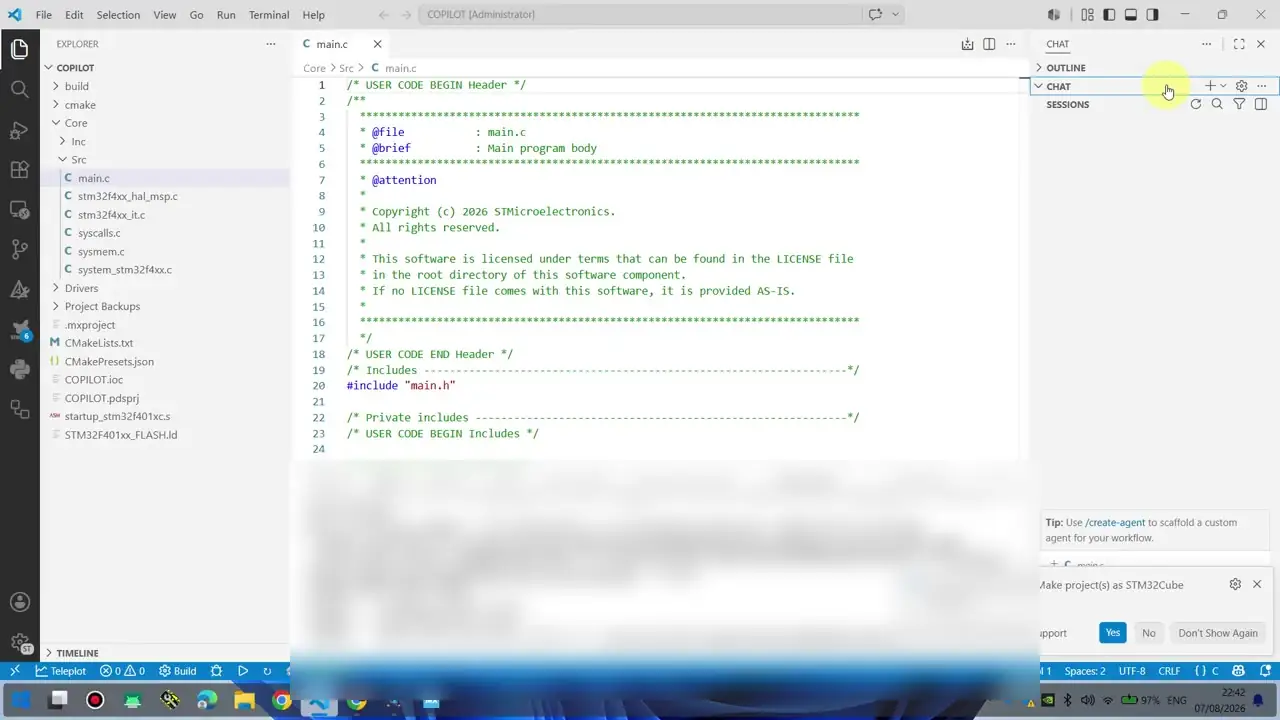 File Edit Selection View Go Run Terminal Help
COPILOT [Administrator]
EXPLORER
COPILOT
build
cmake
Core
Inc
Src
main.c
stm32f4xx_hal_msp.c
stm32f4xx_it.c
syscalls.c
sysmem.c
system_stm32f4xx.c
Drivers
Project Backups
.mxproject
CMakeLists.txt
CMakePresets.json
COPILOT.ioc
COPILOT.pdsprj
startup_stm32f401xc.s
STM32F401xx_FLASH.ld
TIMELINE
main.c
Core > Src > C main.c
1 /* USER CODE BEGIN Header */
2 /**
3 ******************************************************************************
4 * @file : main.c
5 * @brief : Main program body
6 ******************************************************************************
7 * @attention
8 *
9 * Copyright (c) 2026 STMicroelectronics.
10 * All rights reserved.
11 *
12 * This software is licensed under terms that can be found in the LICENSE file
13 * in the root directory of this software component.
14 * If no LICENSE file comes with this software, it is provided AS-IS.
15 *
16 ******************************************************************************
17 */
18 /* USER CODE END Header */
19 /* Includes ------------------------------------------------------------------*/
20 #include "main.h"
21
22 /* Private includes ----------------------------------------------------------*/
23 /* USER CODE BEGIN Includes */
24
CHAT
OUTLINE
CHAT
SESSIONS
Tip: Use /create-agent to scaffold a custom
agent for your workflow.
main.c
Make project(s) as STM32Cube
upport
Yes No Don't Show Again
Teleplot 0 0 Build
1 Spaces: 2 UTF-8 CRLF {} C
97% ENG
22:42
07/08/2026